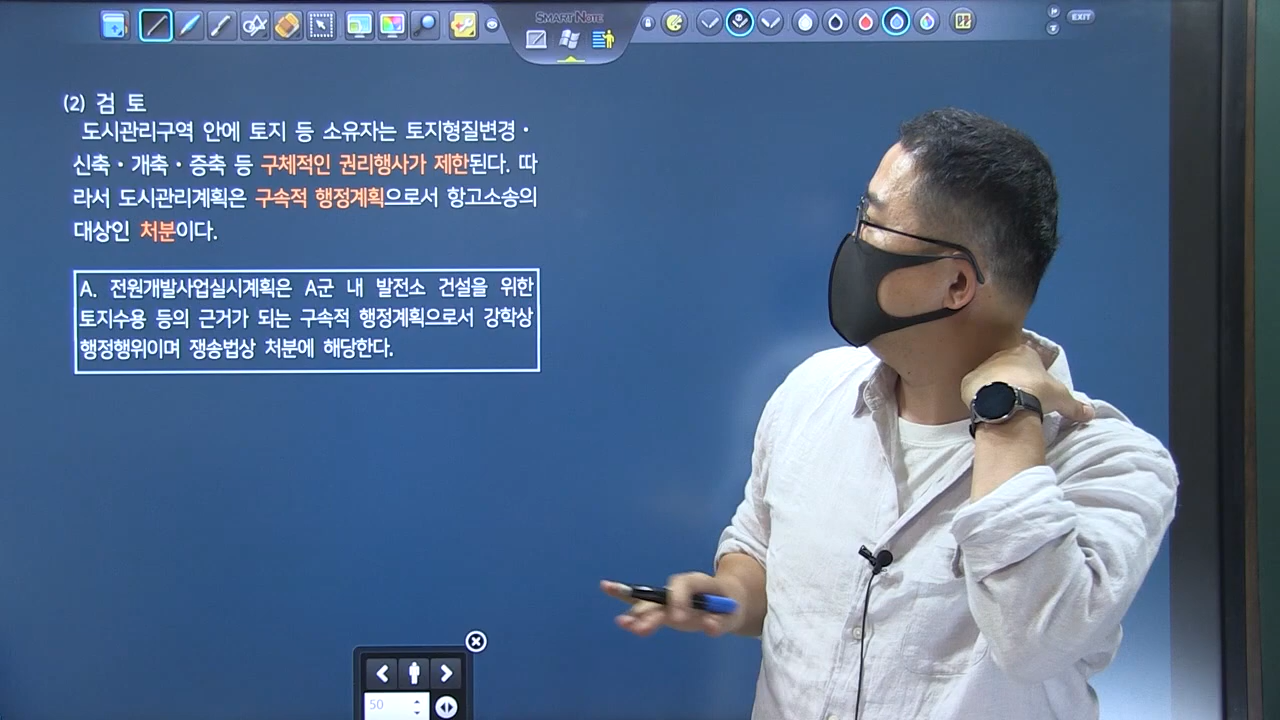 SMARTNOTE
EXIT
(2) 검 토
도시관리구역 안에 토지 등 소유자는 토지형질변경·
신축·개축·증축 등 구체적인 권리행사가 제한된다. 따
라서 도시관리계획은 구속적 행정계획으로서 항고소송의
대상인 처분이다.
A. 전원개발사업실시계획은 A군 내 발전소 건설을 위한
토지수용 등의 근거가 되는 구속적 행정계획으로서 강학상
행정행위이며 쟁송법상 처분에 해당한다.
50